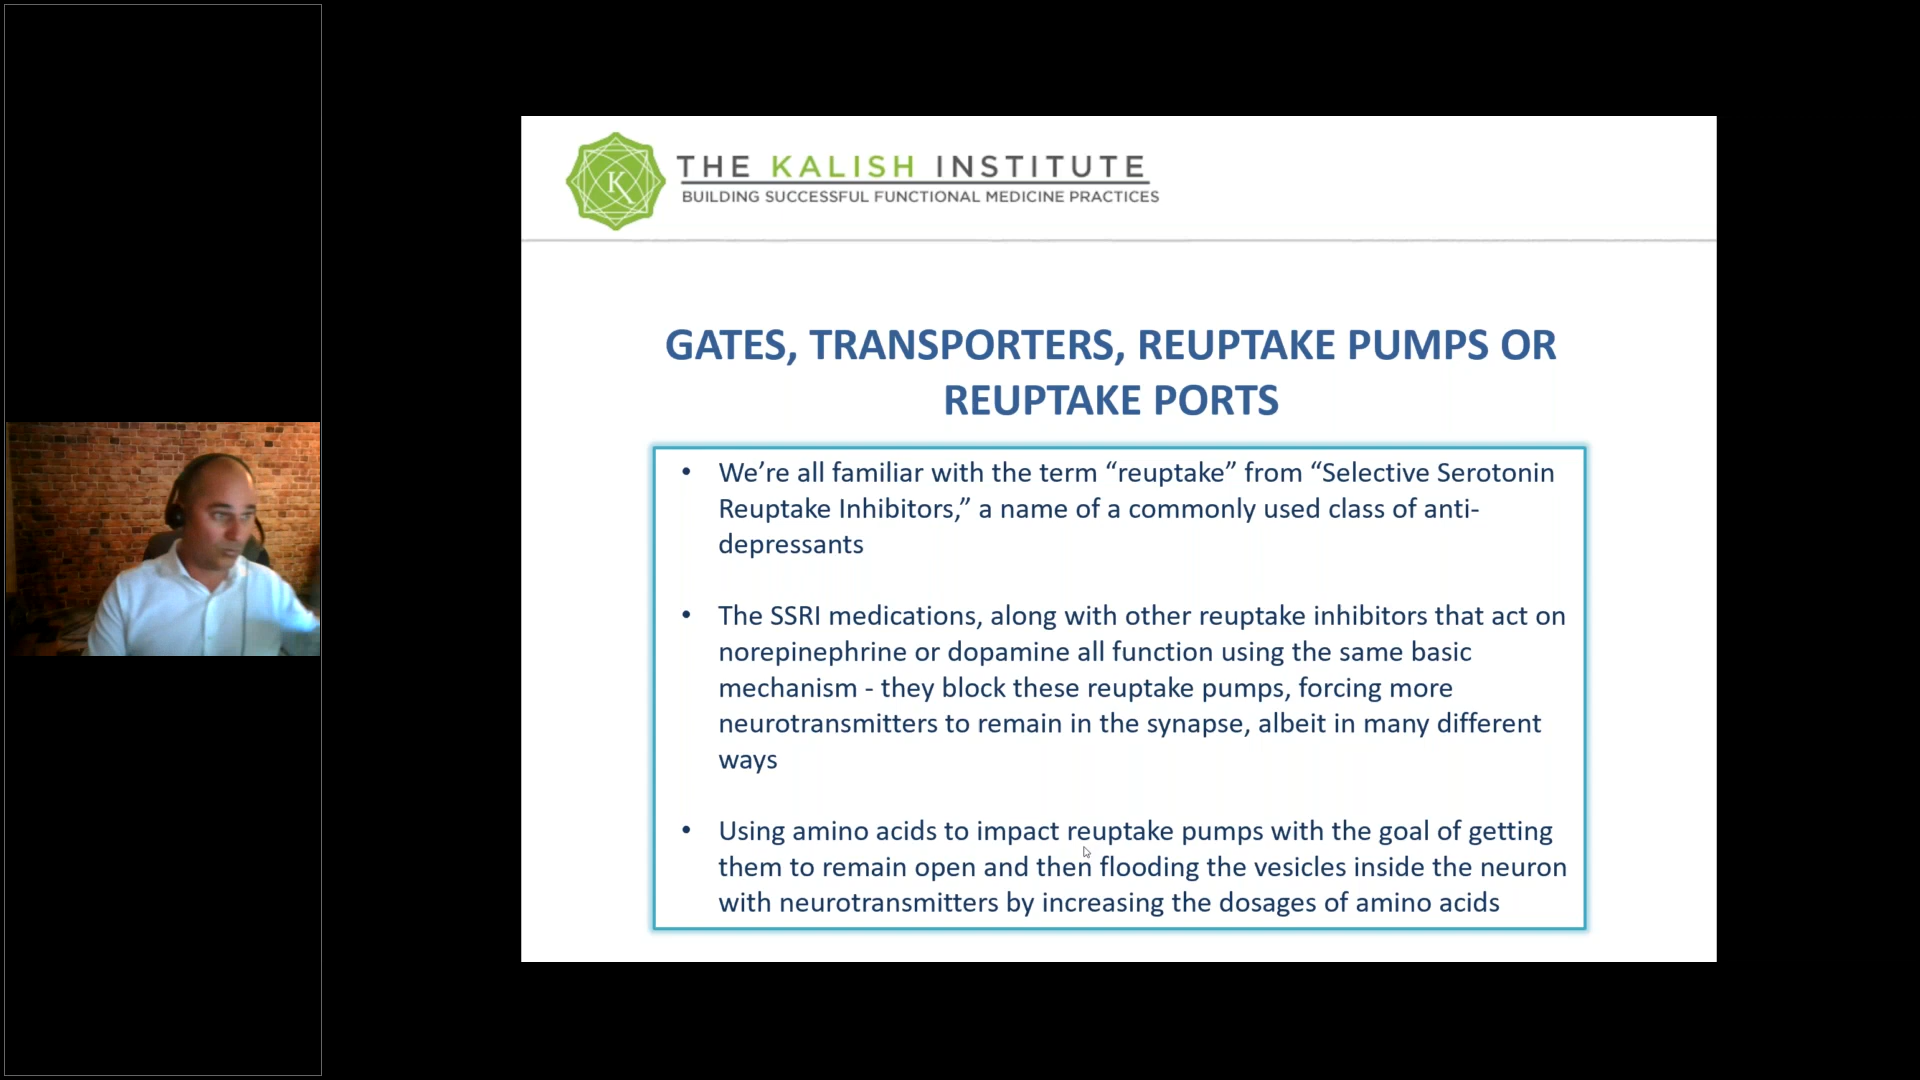 K
THE KALISH INSTITUTE
BUILDING SUCCESSFUL FUNCTIONAL MEDICINE PRACTICES
GATES, TRANSPORTERS, REUPTAKE PUMPS OR
REUPTAKE PORTS
• We’re all familiar with the term “reuptake” from “Selective Serotonin
Reuptake Inhibitors,” a name of a commonly used class of anti-
depressants
• The SSRI medications, along with other reuptake inhibitors that act on
norepinephrine or dopamine all function using the same basic
mechanism - they block these reuptake pumps, forcing more
neurotransmitters to remain in the synapse, albeit in many different
ways
• Using amino acids to impact reuptake pumps with the goal of getting
them to remain open and then flooding the vesicles inside the neuron
with neurotransmitters by increasing the dosages of amino acids